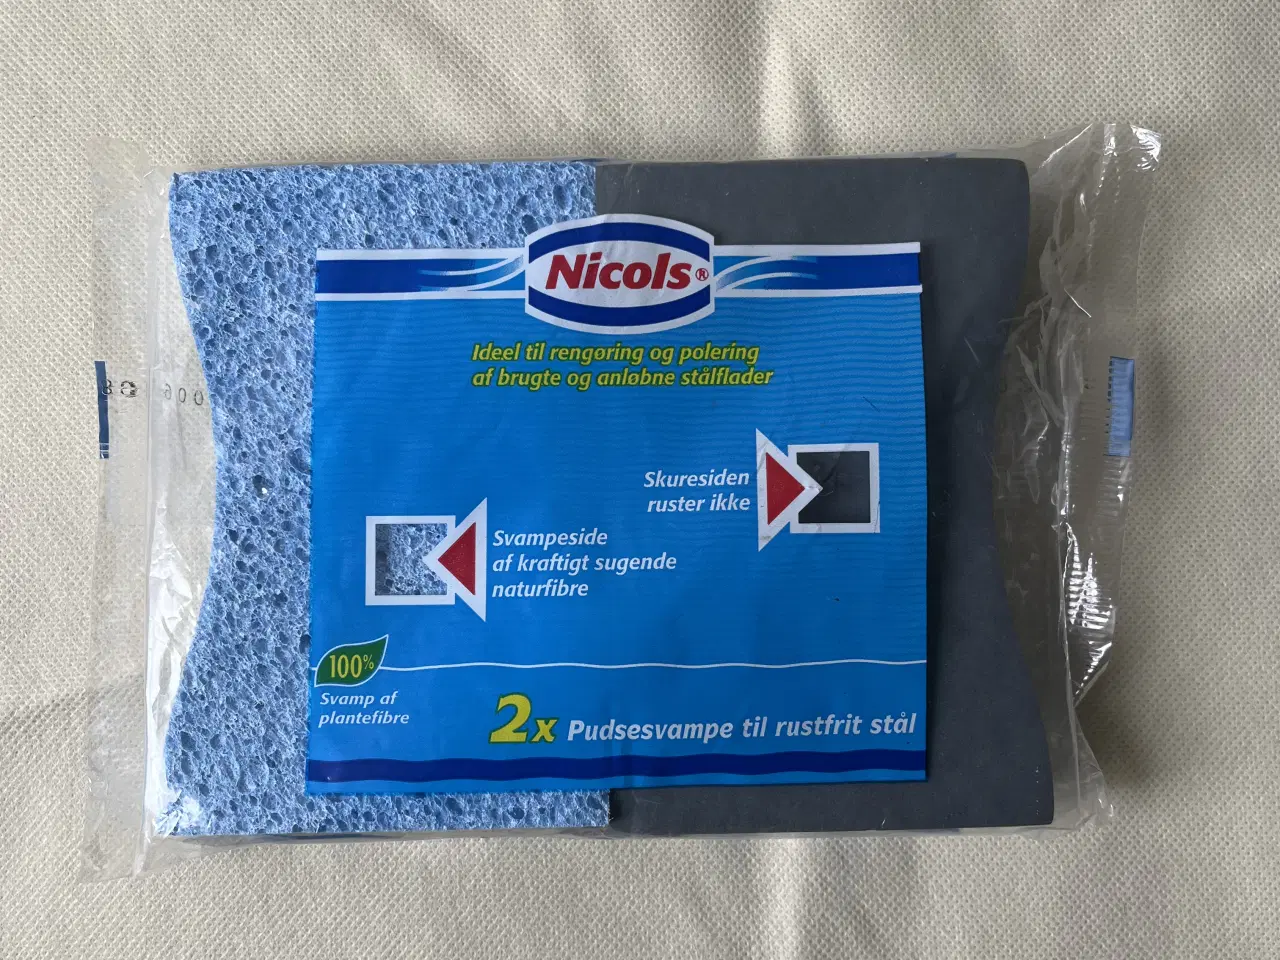 Nicols®
Ideel til rengøring og polering
af brugte og anløbne stålflader
Skuresiden
ruster ikke
Svampeside
af kraftigt sugende
naturfibre
100%
Svamp af
plantefibre
2x Pudsesvampe til rustfrit stål